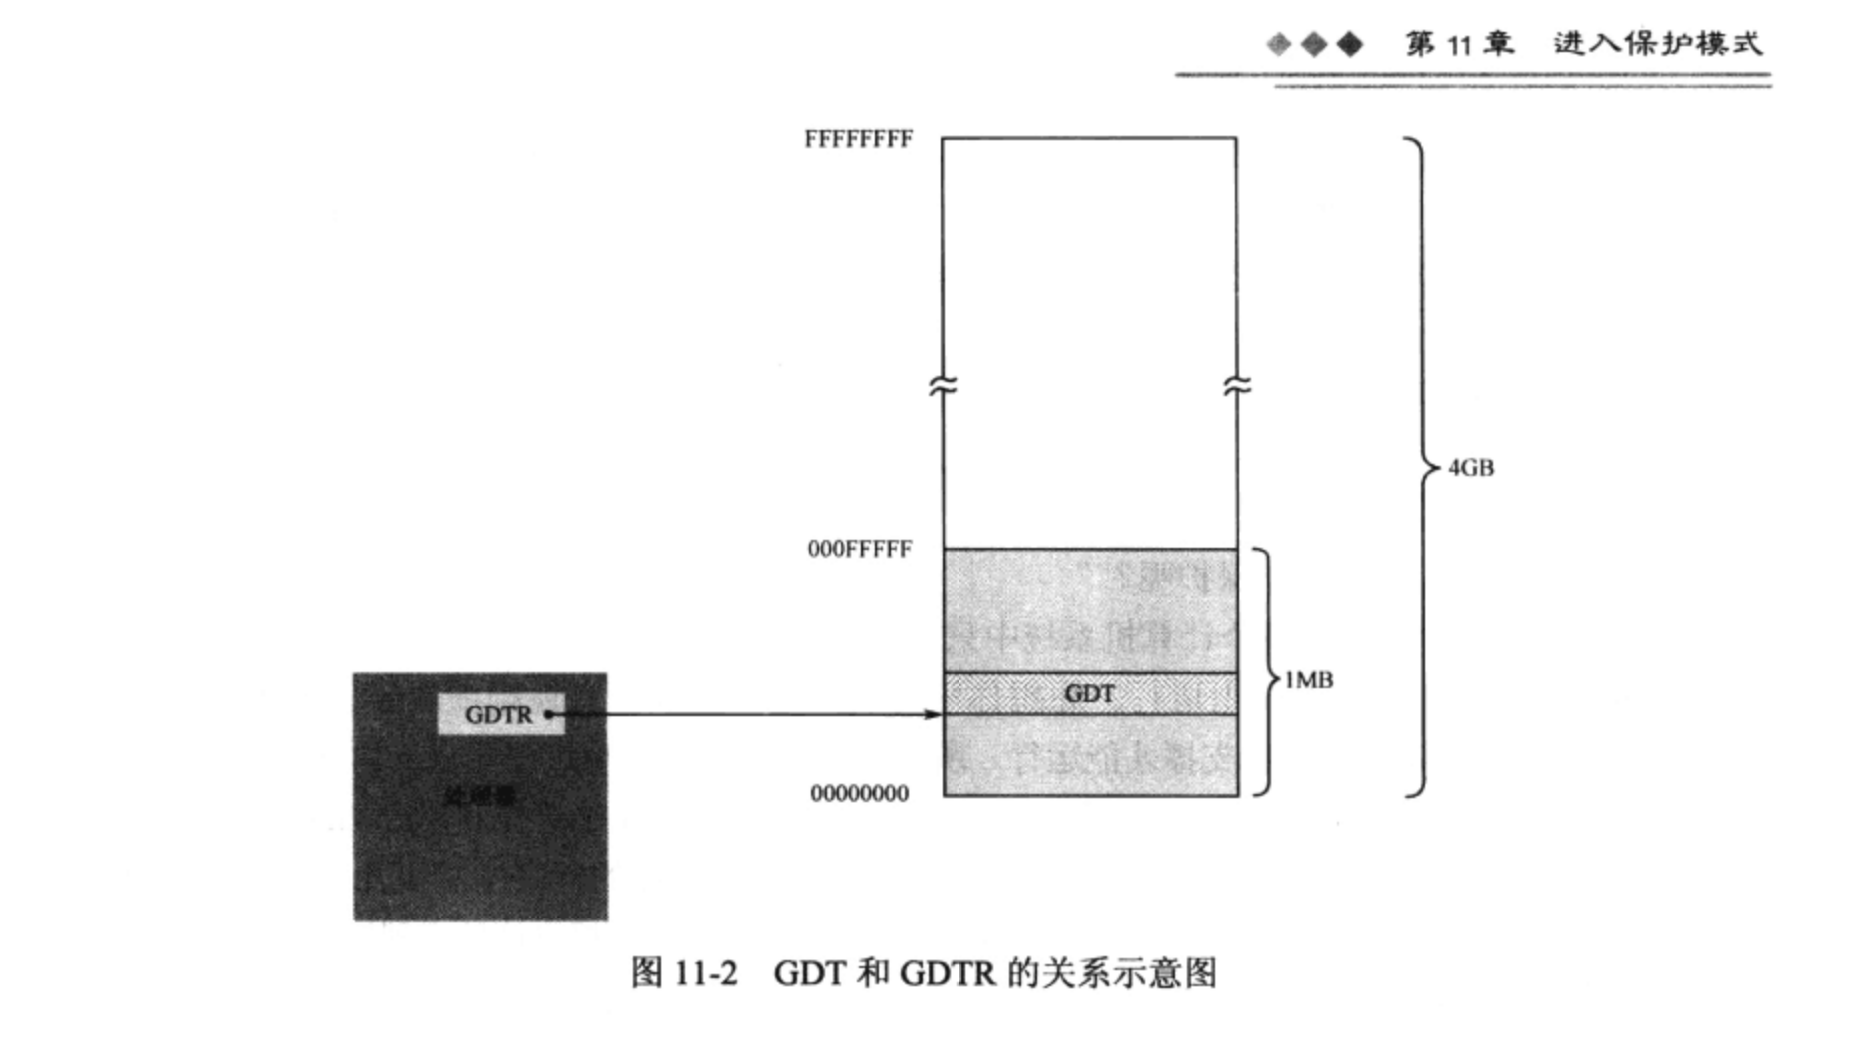 第 11 章 进入保护模式
FFFFFFFF
4GB
000FFFFF
1MB
GDT
GDTR
处理器
00000000
图 11-2 GDT 和 GDTR 的关系示意图